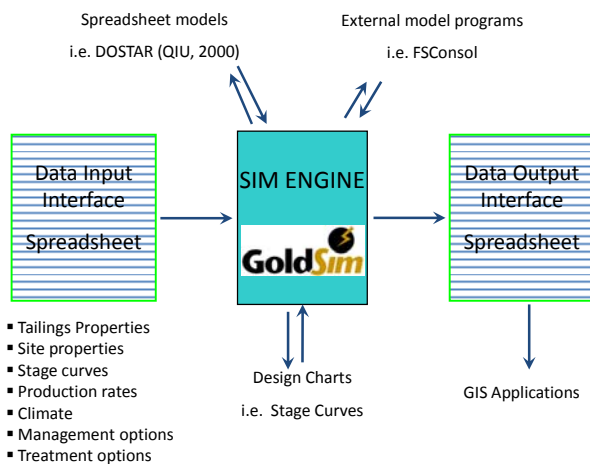 Spreadsheet models
i.e. DOSTAR (QIU, 2000)
External model programs
i.e. FSConsol
Data Input
Interface
Spreadsheet
SIM ENGINE
GoldSim
Data Output
Interface
Spreadsheet
▪ Tailings Properties
▪ Site properties
▪ Stage curves
▪ Production rates
▪ Climate
▪ Management options
▪ Treatment options
Design Charts
i.e. Stage Curves
GIS Applications